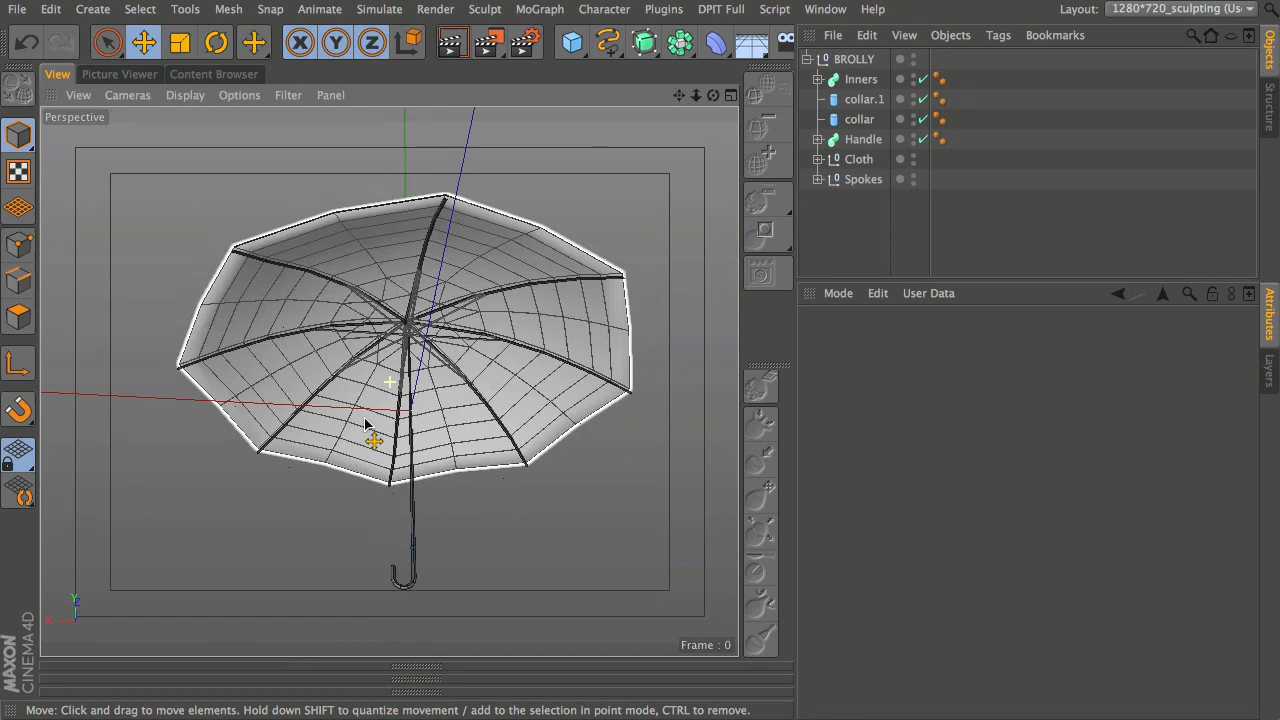 File Edit Create Select Tools Mesh Snap Animate Simulate Render Sculpt MoGraph Character Plugins DPIT Full Script Window Help Layout: 1280*720_sculpting (Us
X Y Z
View Picture Viewer Content Browser
View Cameras Display Options Filter Panel
Perspective
File Edit View Objects Tags Bookmarks
BROLLY
Inners
collar.1
collar
Handle
Cloth
Spokes
Objects
Structure
Mode Edit User Data
Attributes
Layers
Y
Z
X
Frame : 0
MAXON
CINEMA4D
Move: Click and drag to move elements. Hold down SHIFT to quantize movement / add to the selection in point mode, CTRL to remove.